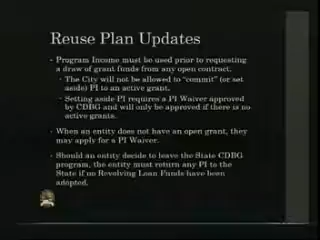 Reuse Plan Updates
Program Income must be used prior to requesting
a draw of grant funds from any open contract.
The City will not be allowed to "commit" (or set
aside) PI to an active grant.
Setting aside PI requires a PI Waiver approved
by CDBG and will only be approved if there is no
active grants.
When an entity does not have an open grant, they
may apply for a PI Waiver.
Should an entity decide to leave the State CDBG
program, the entity must return any PI to the
State if no Revolving Loan Funds have been
adopted.